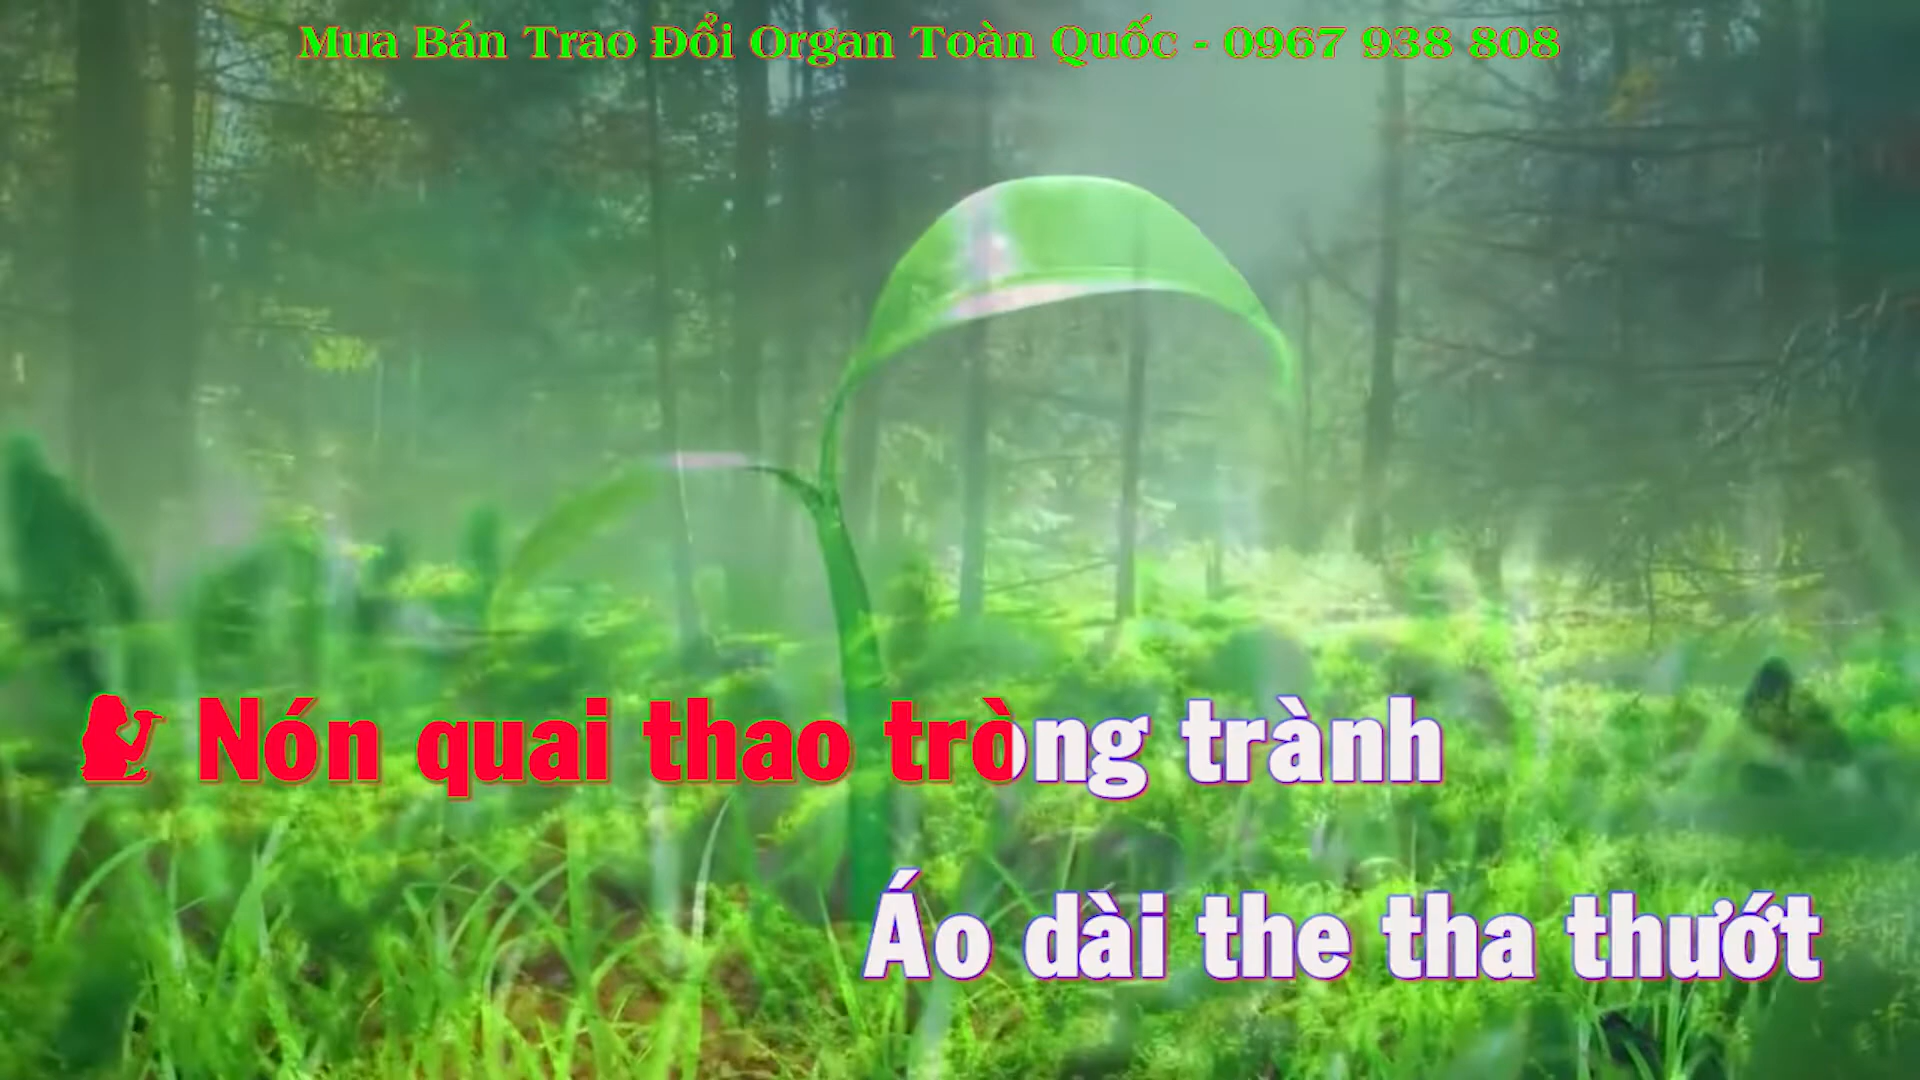 Mua Bán Trao Đổi Organ Toàn Quốc - 0967 938 808
Nón quai thao tròng trành
Áo dài the tha thướt